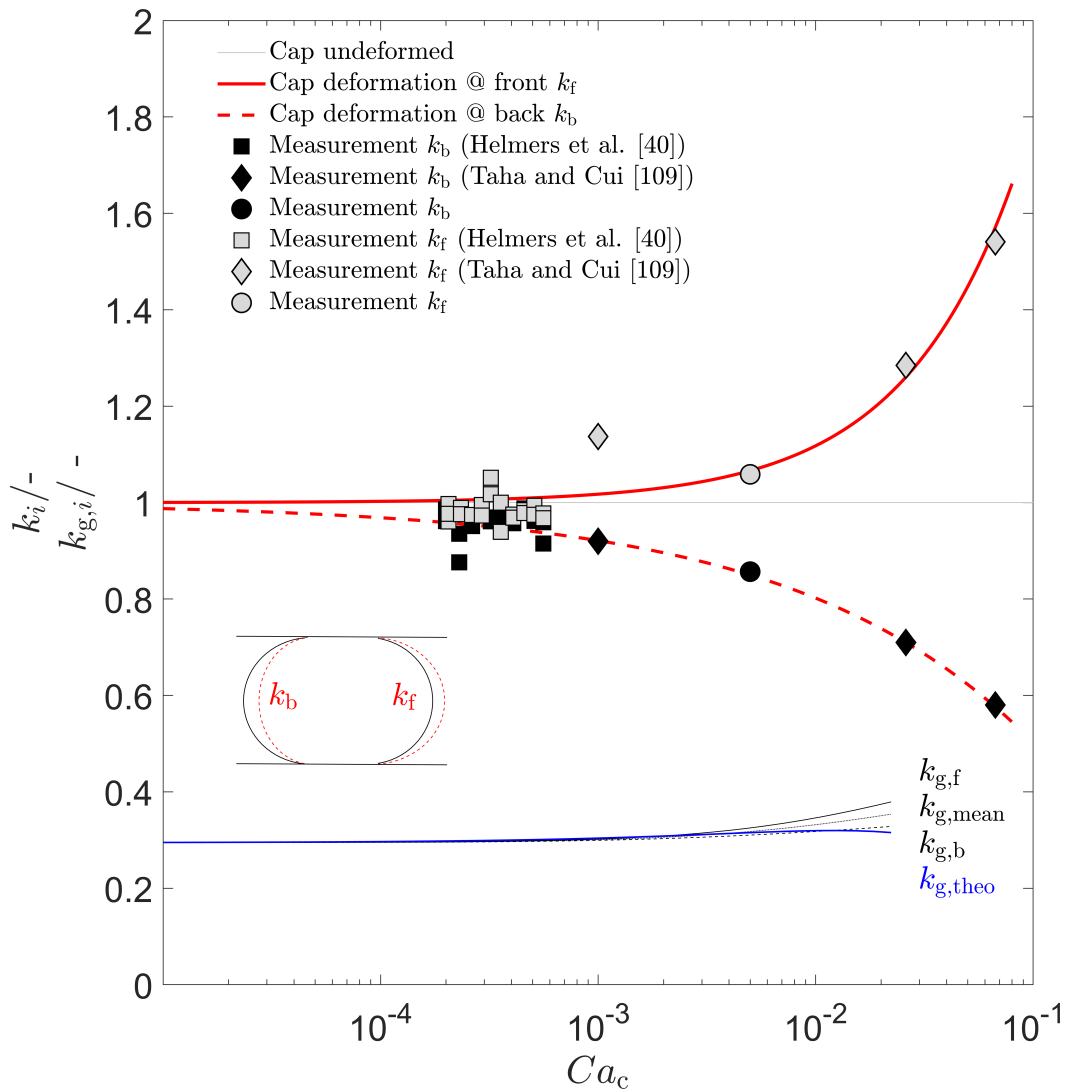 2
1.8
1.6
1.4
1.2
1
0.8
0.6
0.4
0.2
0
k_i/-
k_g,i/ -
Cap undeformed
Cap deformation @ front k_f
Cap deformation @ back k_b
Measurement k_b (Helmers et al. [40])
Measurement k_b (Taha and Cui [109])
Measurement k_b
Measurement k_f (Helmers et al. [40])
Measurement k_f (Taha and Cui [109])
Measurement k_f
k_b k_f
k_g,f
k_g,mean
k_g,b
k_g,theo
10^-4 10^-3 10^-2 10^-1
Ca_c